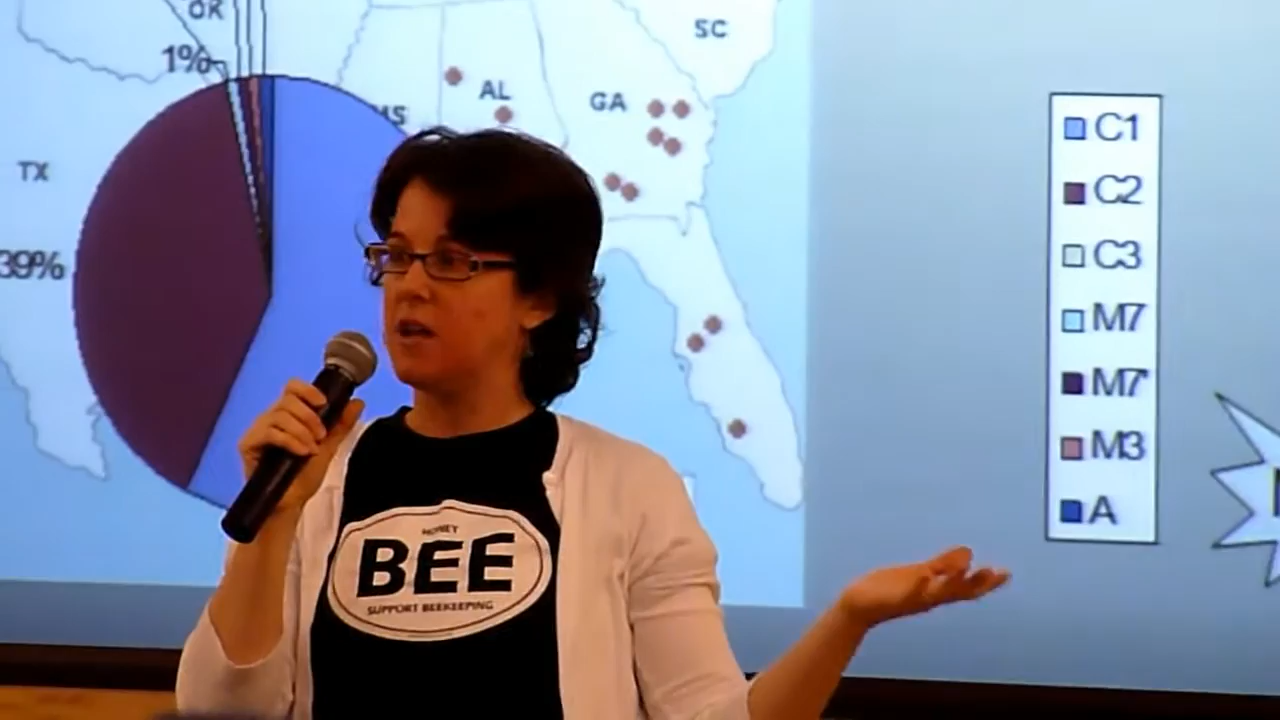 OK
SC
1%
AL
MS
GA
TX
39%
C1
C2
C3
M7
M7'
M3
A
HONEY
BEE
SUPPORT BEEKEEPING